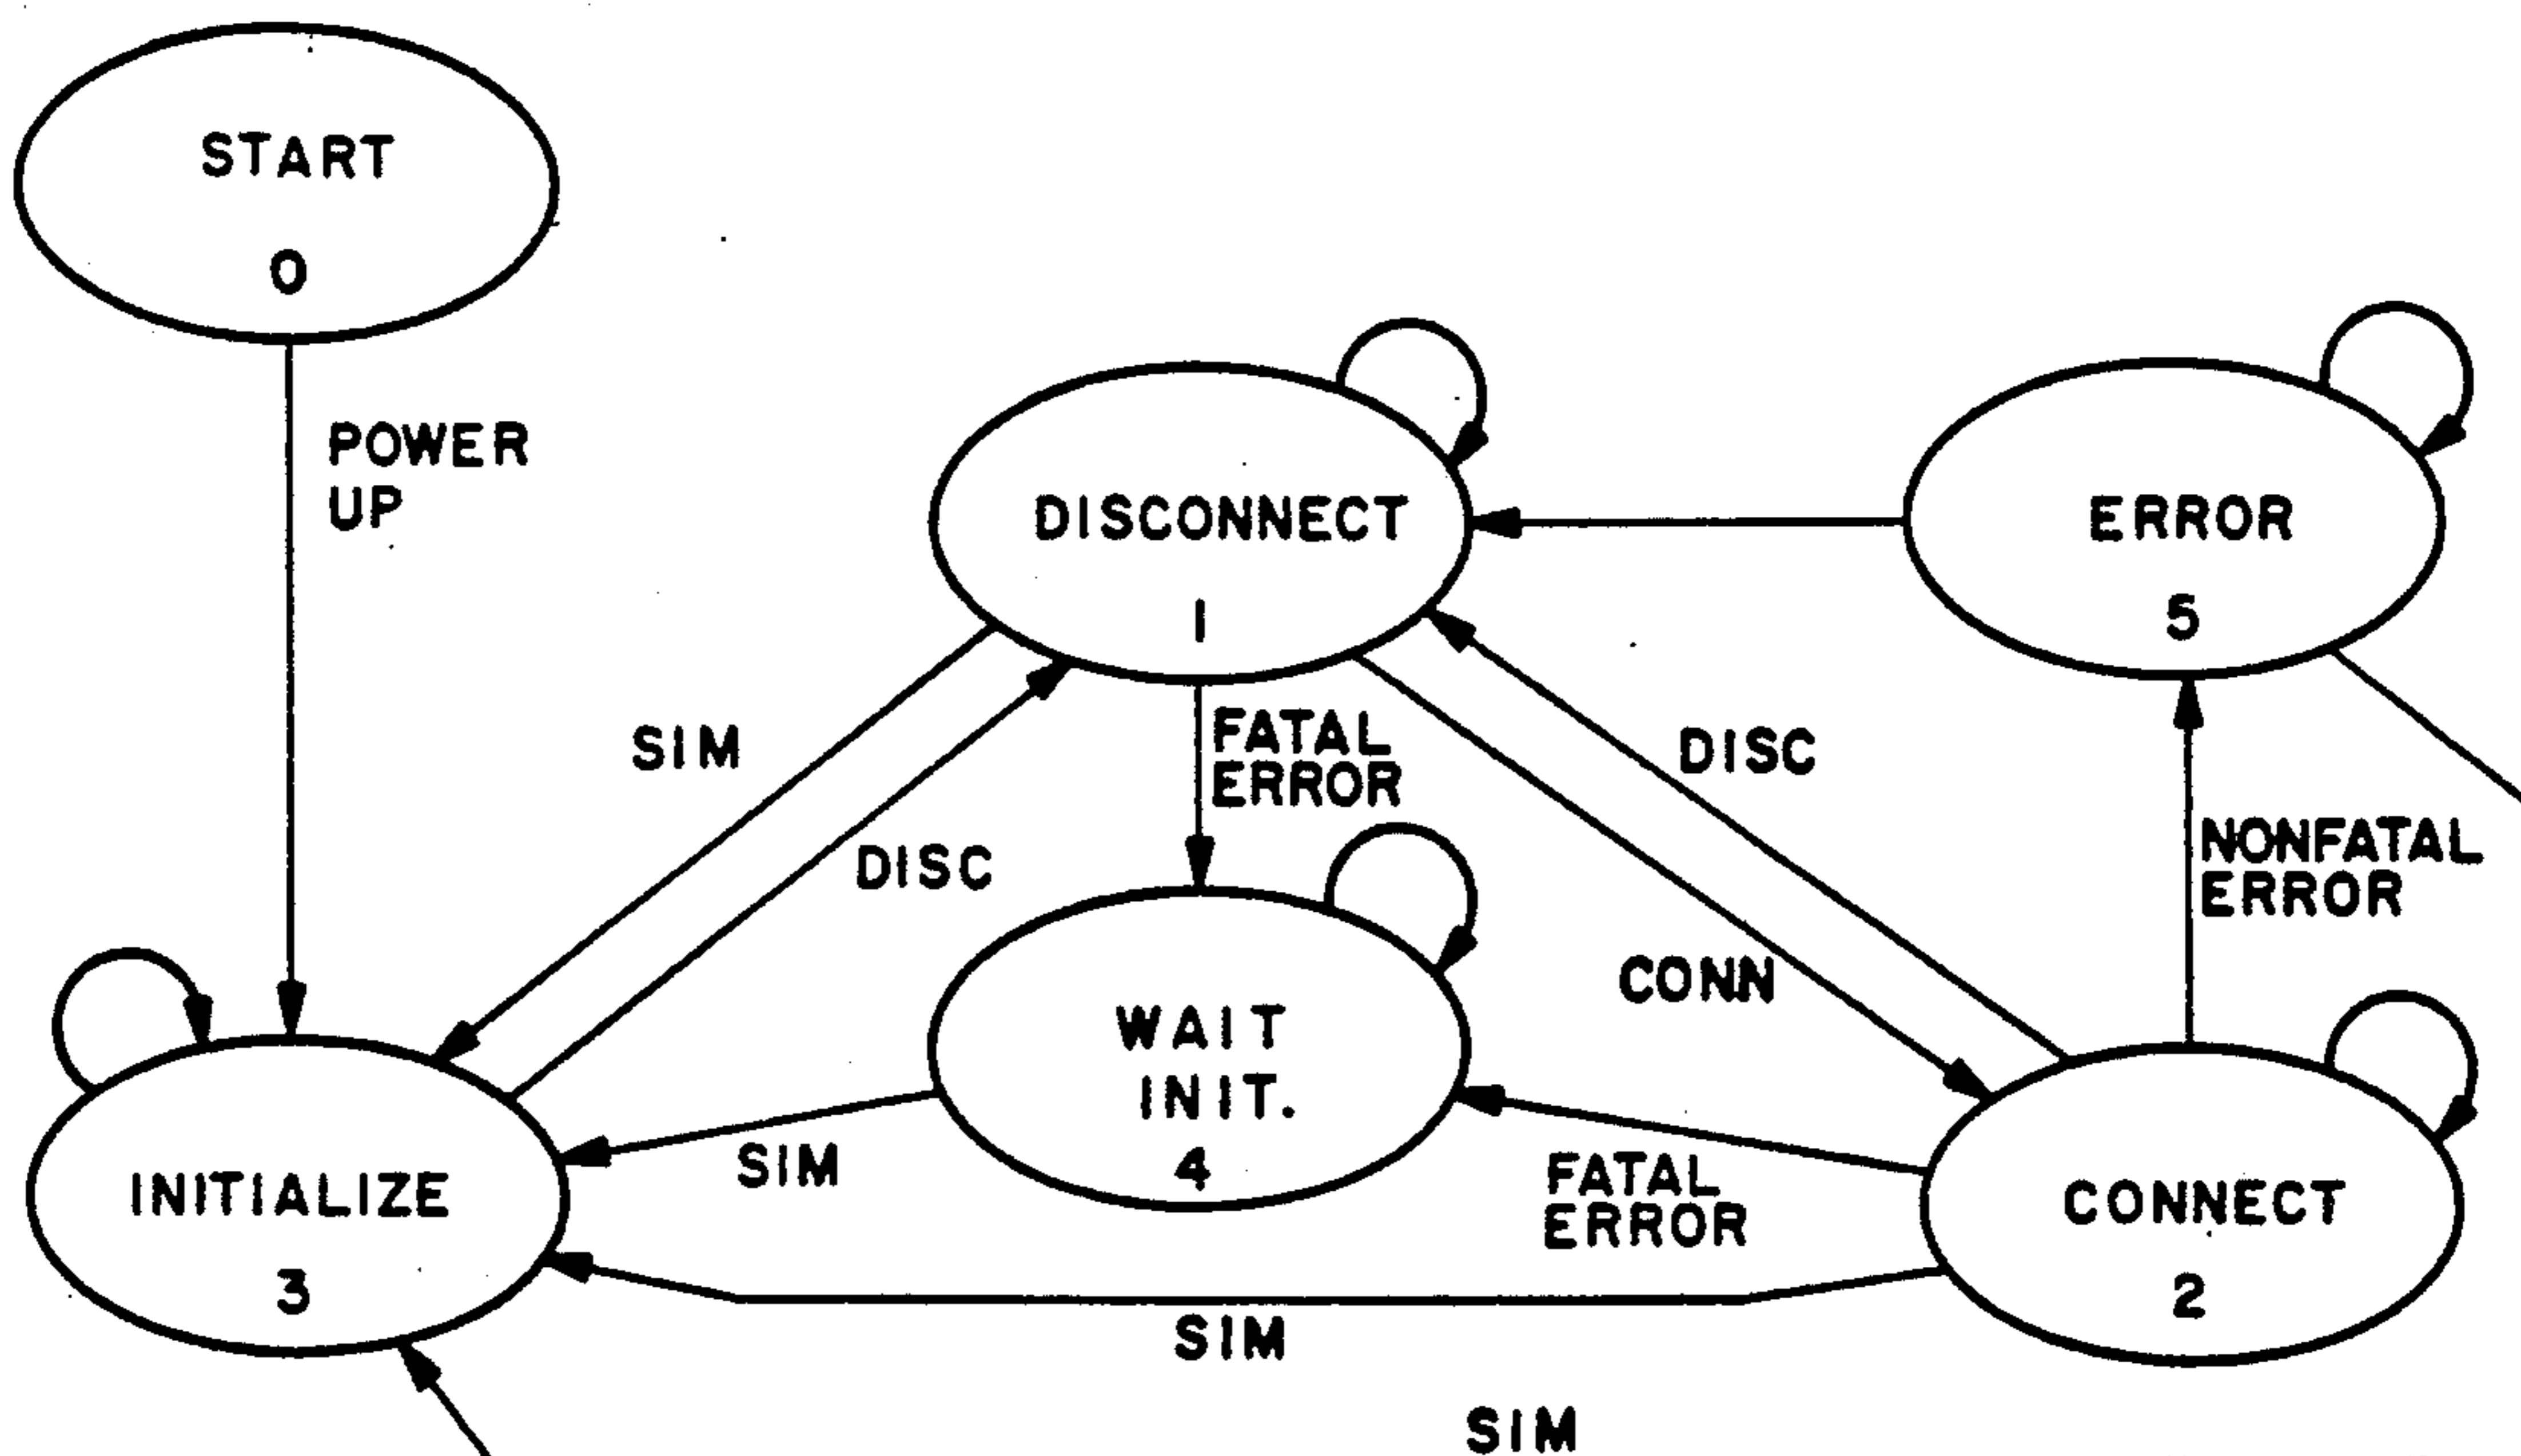 START
0
POWER
UP
DISCONNECT
1
ERROR
5
SIM
DISC
FATAL
ERROR
DISC
CONN
NONFATAL
ERROR
WAIT
INIT.
4
SIM
FATAL
ERROR
INITIALIZE
3
CONNECT
2
SIM
SIM